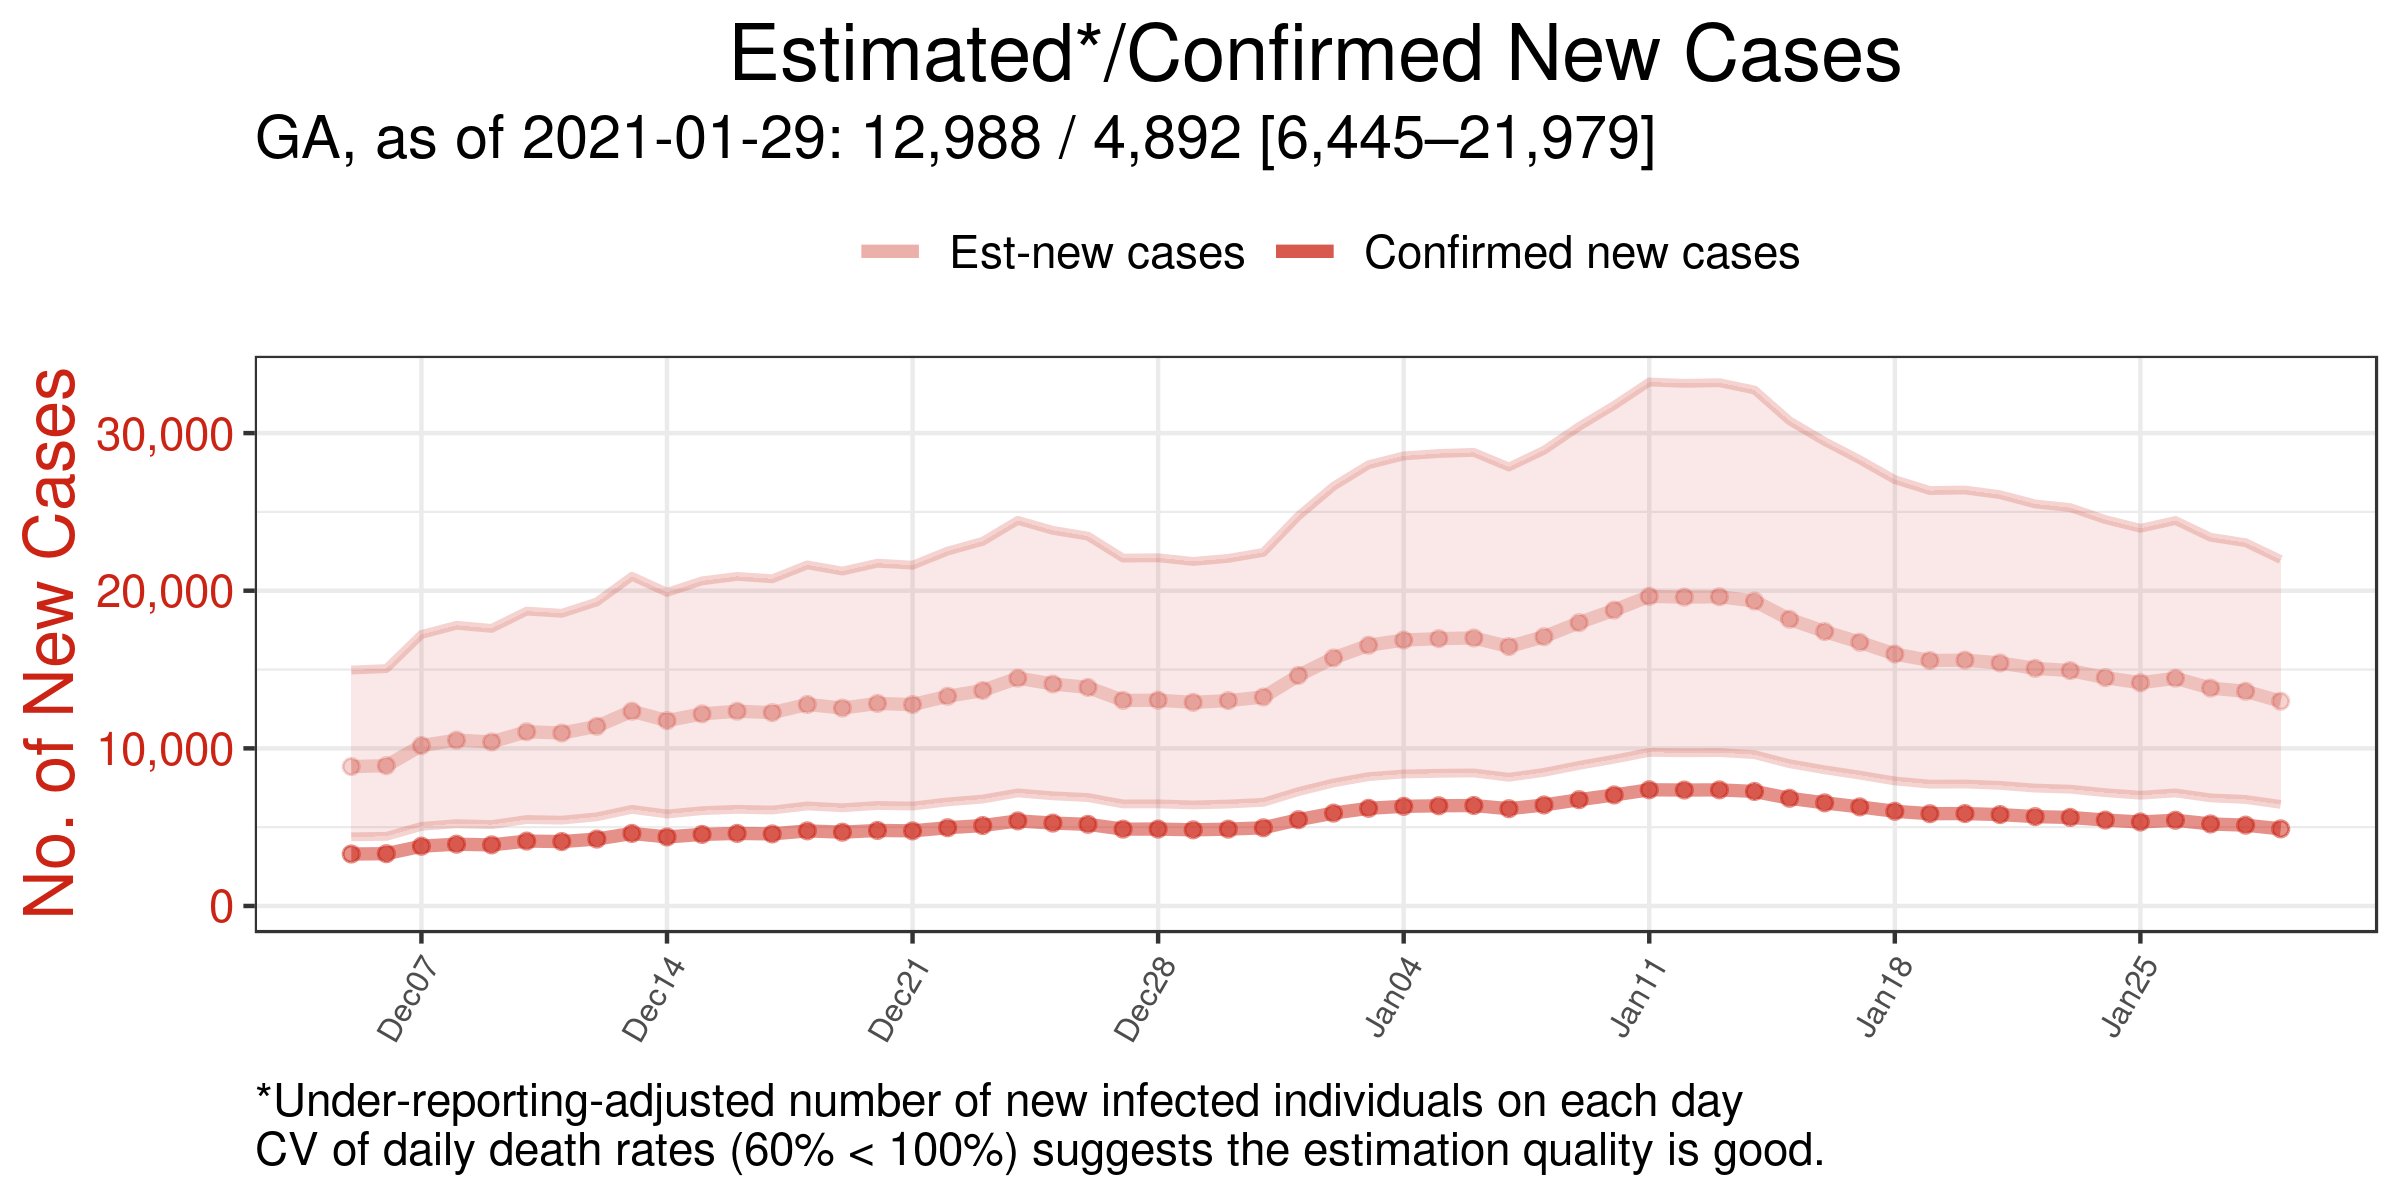 Estimated*/Confirmed New Cases
GA, as of 2021-01-29: 12,988 / 4,892 [6,445–21,979]
Est-new cases
Confirmed new cases
No. of New Cases
30,000
20,000
10,000
0
Dec07
Dec14
Dec21
Dec28
Jan04
Jan11
Jan18
Jan25
*Under-reporting-adjusted number of new infected individuals on each day
CV of daily death rates (60% < 100%) suggests the estimation quality is good.